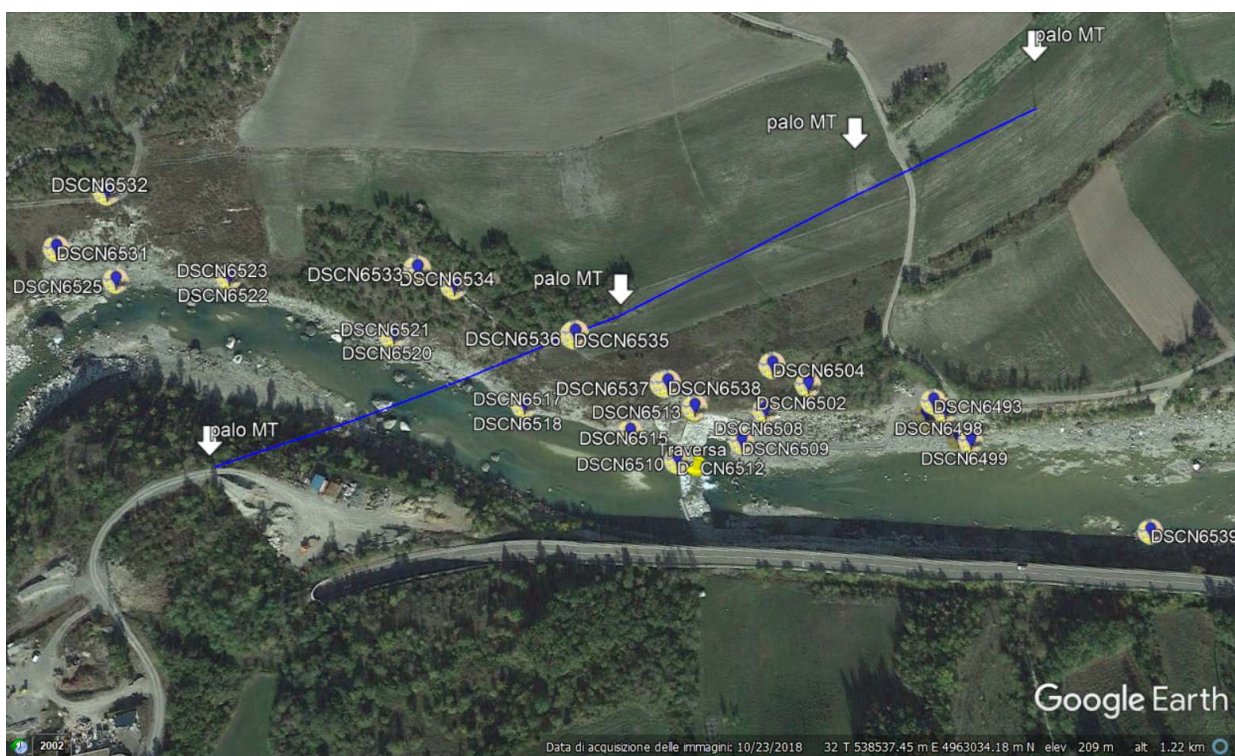 palo MT
palo MT
DSCN6532
DSCN6531
DSCN6525
DSCN6523
DSCN6522
DSCN6533
DSCN6534
palo MT
DSCN6521
DSCN6520
DSCN6536
DSCN6535
DSCN6504
DSCN6537
DSCN6538
DSCN6502
DSCN6517
DSCN6518
DSCN6513
DSCN6508
DSCN6493
DSCN6498
DSCN6499
DSCN6515
Traversa
DSCN6509
DSCN6510
DSCN6512
palo MT
DSCN6539
Google Earth
2002
Data di acquisizione delle immagini: 10/23/2018 32 T 538537.45 m E 4963034.18 m N elev 209 m alt 1.22 km